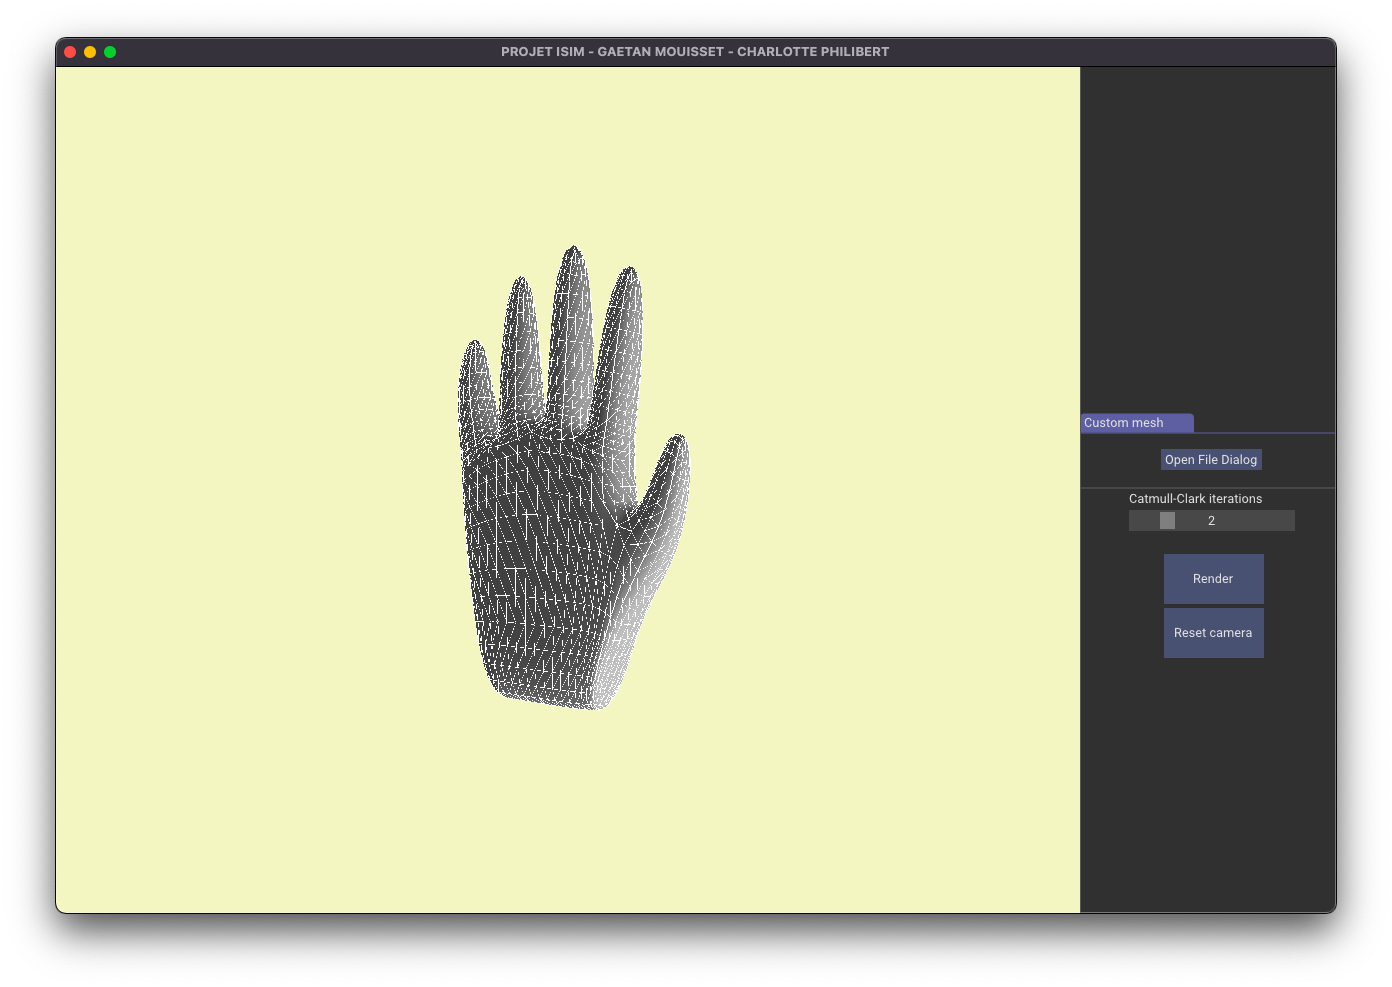 PROJET ISIM - GAETAN MOUISSET - CHARLOTTE PHILIBERT
Custom mesh
Open File Dialog
Catmull-Clark iterations
2
Render
Reset camera